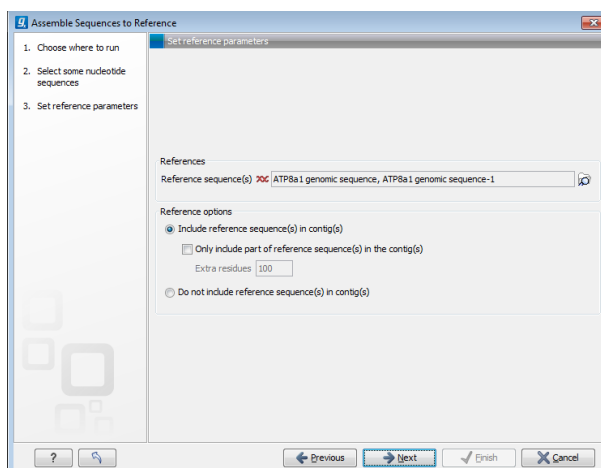 Assemble Sequences to Reference
1. Choose where to run
2. Select some nucleotide
sequences
3. Set reference parameters
Set reference parameters
References
Reference sequence(s) ATP8a1 genomic sequence, ATP8a1 genomic sequence-1
Reference options
Include reference sequence(s) in contig(s)
Only include part of reference sequence(s) in the contig(s)
Extra residues 100
Do not include reference sequence(s) in contig(s)
? Previous Next Finish Cancel